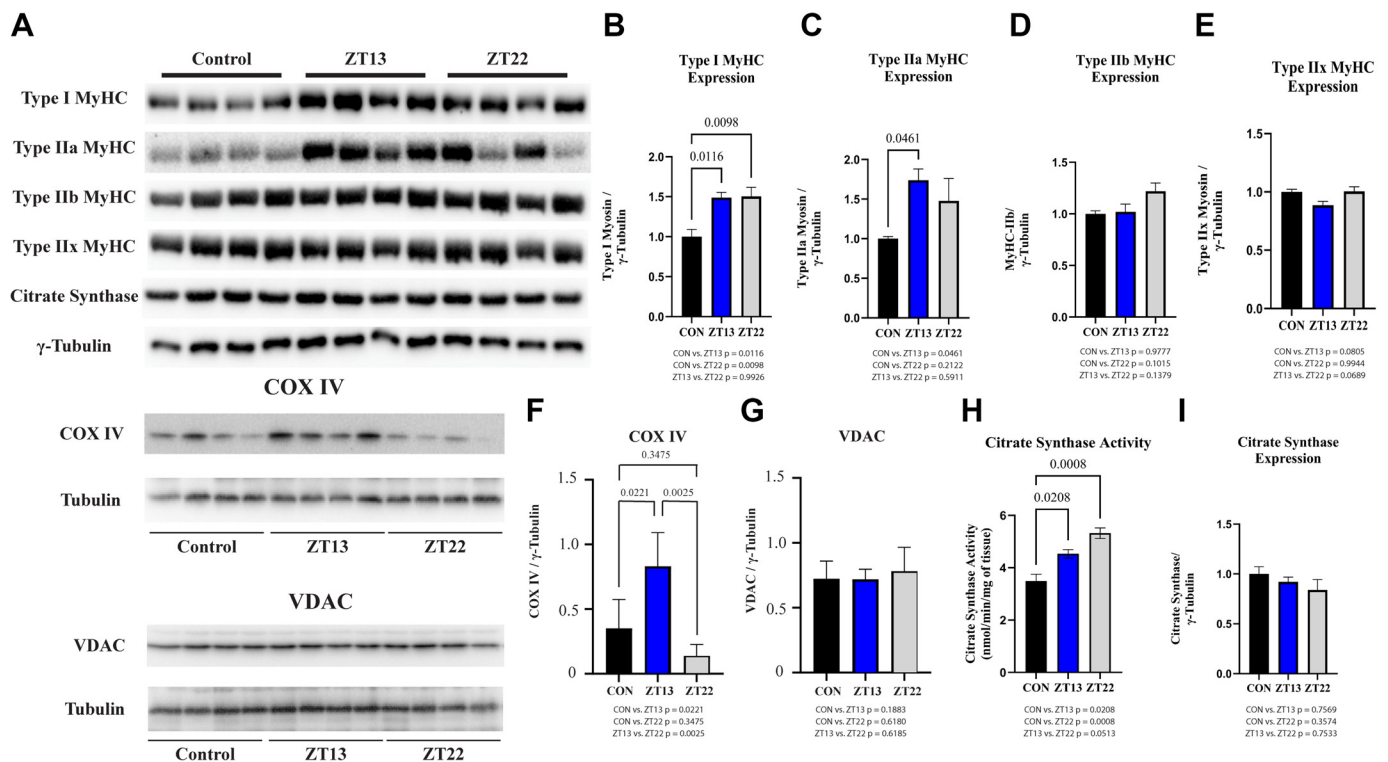 A
Control
ZT13
ZT22
Type I MyHC
Type IIa MyHC
Type IIb MyHC
Type IIx MyHC
Citrate Synthase
γ-Tubulin
COX IV
COX IV
Tubulin
Control
ZT13
ZT22
VDAC
VDAC
Tubulin
Control
ZT13
ZT22
B
Type I MyHC
Expression
0.0098
0.0116
2.0
1.5
1.0
0.5
0.0
Type I Myosin /
γ-Tubulin
CON
ZT13
ZT22
CON vs. ZT13 p = 0.0116
CON vs. ZT22 p = 0.0098
ZT13 vs. ZT22 p = 0.9926
C
Type IIa MyHC
Expression
0.0461
2.0
1.5
1.0
0.5
0.0
Type IIa Myosin /
γ-Tubulin
CON
ZT13
ZT22
CON vs. ZT13 p = 0.0461
CON vs. ZT22 p = 0.2122
ZT13 vs. ZT22 p = 0.5911
D
Type IIb MyHC
Expression
1.5
1.0
0.5
0.0
MyHC-IIb/
γ-Tubulin
CON
ZT13
ZT22
CON vs. ZT13 p = 0.9777
CON vs. ZT22 p = 0.1015
ZT13 vs. ZT22 p = 0.1379
E
Type IIx MyHC
Expression
1.5
1.0
0.5
0.0
Type IIx Myosin /
γ-Tubulin
CON
ZT13
ZT22
CON vs. ZT13 p = 0.0805
CON vs. ZT22 p = 0.9944
ZT13 vs. ZT22 p = 0.0689
F
COX IV
0.3475
0.0221
0.0025
1.5
1.0
0.5
0
COX IV / γ-Tubulin
CON
ZT13
ZT22
CON vs. ZT13 p = 0.0221
CON vs. ZT22 p = 0.3475
ZT13 vs. ZT22 p = 0.0025
G
VDAC
1.5
1.0
0.5
0
VDAC / γ-Tubulin
CON
ZT13
ZT22
CON vs. ZT13 p = 0.1883
CON vs. ZT22 p = 0.6180
ZT13 vs. ZT22 p = 0.6185
H
Citrate Synthase Activity
0.0008
0.0208
6
4
2
0
Citrate Synthase Activity
(nmol/min/mg of tissue)
CON
ZT13
ZT22
CON vs. ZT13 p = 0.0208
CON vs. ZT22 p = 0.0008
ZT13 vs. ZT22 p = 0.0513
I
Citrate Synthase
Expression
1.5
1.0
0.5
0.0
Citrate Synthase/
γ-Tubulin
CON
ZT13
ZT22
CON vs. ZT13 p = 0.7569
CON vs. ZT22 p = 0.3574
ZT13 vs. ZT22 p = 0.7533